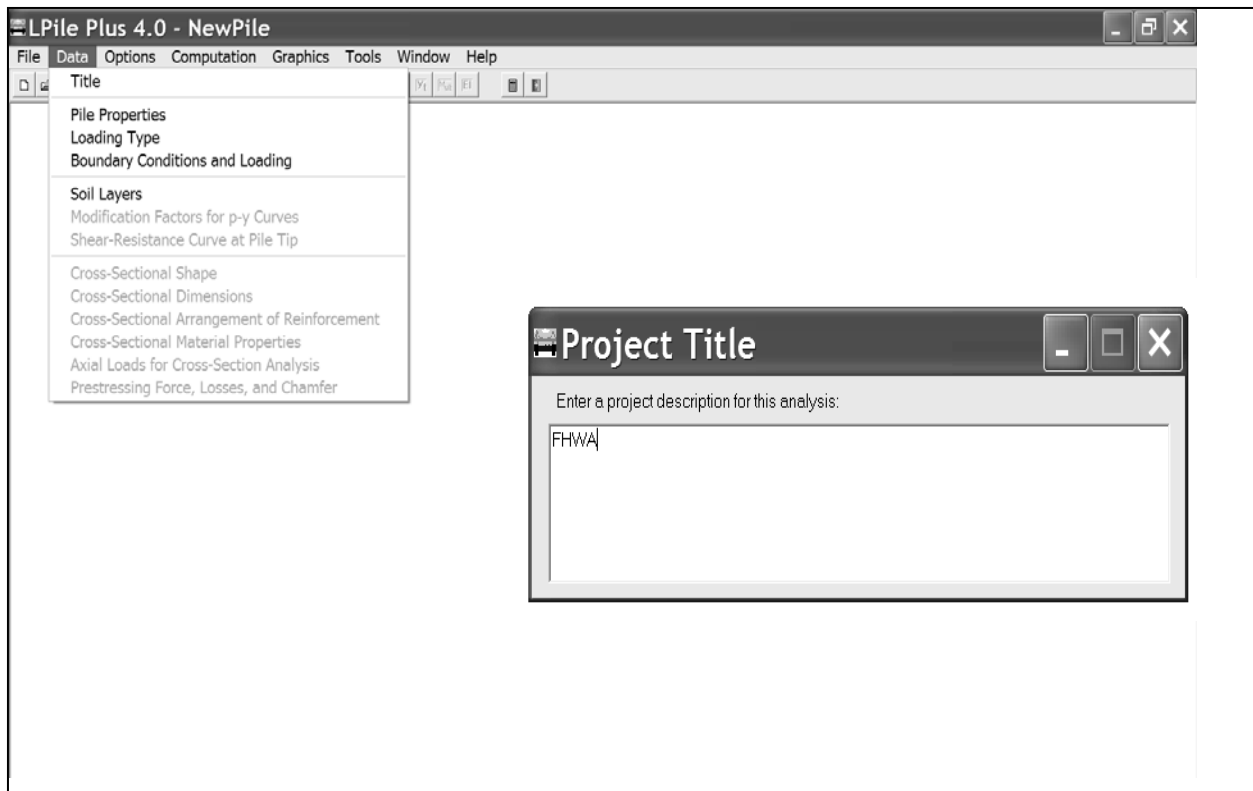 LPile Plus 4.0 - NewPile
File Data Options Computation Graphics Tools Window Help
Title
Pile Properties
Loading Type
Boundary Conditions and Loading
Soil Layers
Modification Factors for p-y Curves
Shear-Resistance Curve at Pile Tip
Cross-Sectional Shape
Cross-Sectional Dimensions
Cross-Sectional Arrangement of Reinforcement
Cross-Sectional Material Properties
Axial Loads for Cross-Section Analysis
Prestressing Force, Losses, and Chamfer
Project Title
Enter a project description for this analysis:
FHWA